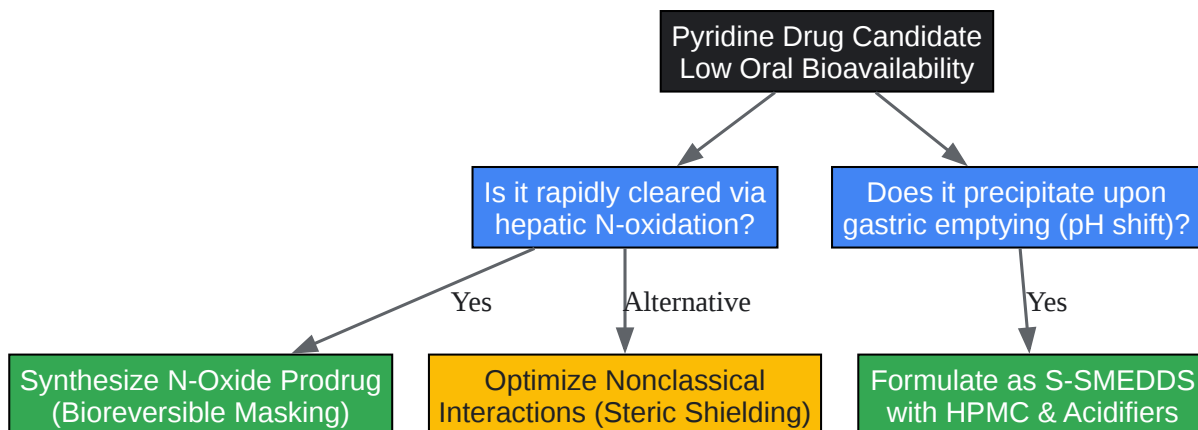 Pyridine Drug Candidate
Low Oral Bioavailability
Is it rapidly cleared via
hepatic N-oxidation?
Does it precipitate upon
gastric emptying (pH shift)?
Yes
Alternative
Yes
Synthesize N-Oxide Prodrug
(Bioreversible Masking)
Optimize Nonclassical
Interactions (Steric Shielding)
Formulate as S-SMEDDS
with HPMC & Acidifiers